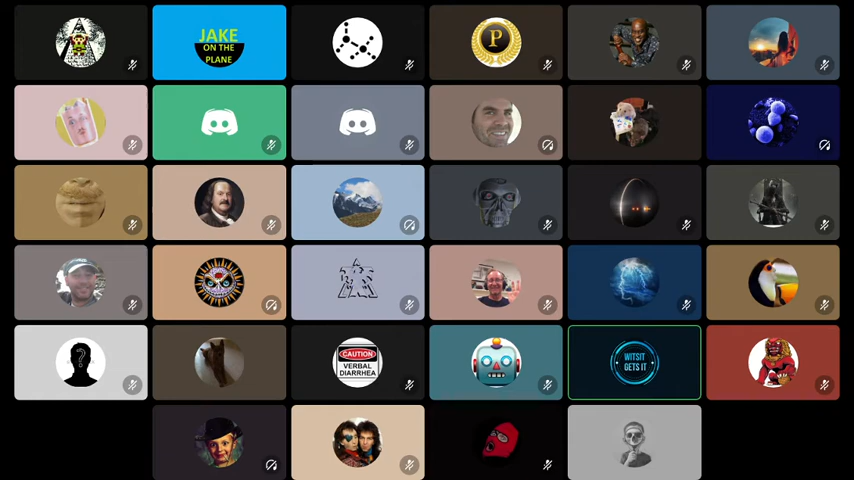 JAKE
ON THE
PLANE
P
?
CAUTION
VERBAL
DIARRHEA
WITSIT
GETS IT